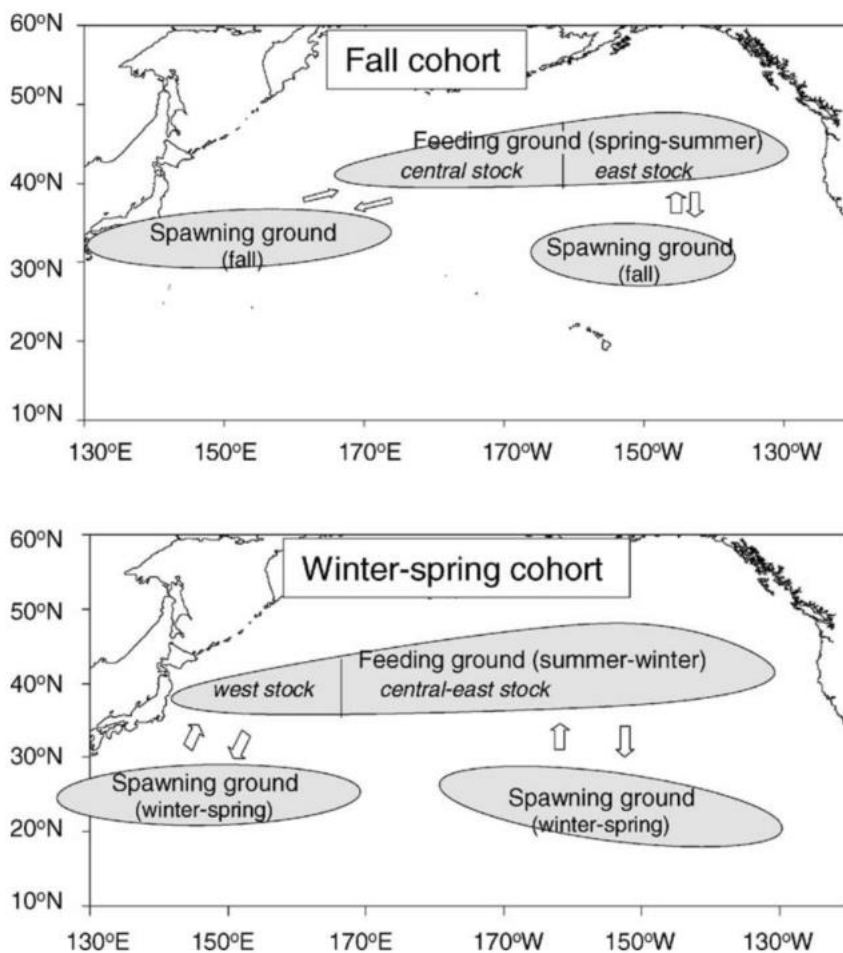 60°N
Fall cohort
50°N
Feeding ground (spring-summer)
central stock
east stock
40°N
Spawning ground
(fall)
Spawning ground
(fall)
30°N
20°N
10°N
130°E 150°E 170°E 170°W 150°W 130°W
60°N
Winter-spring cohort
50°N
Feeding ground (summer-winter)
west stock
central-east stock
40°N
30°N
Spawning ground
(winter-spring)
Spawning ground
(winter-spring)
20°N
10°N
130°E 150°E 170°E 170°W 150°W 130°W